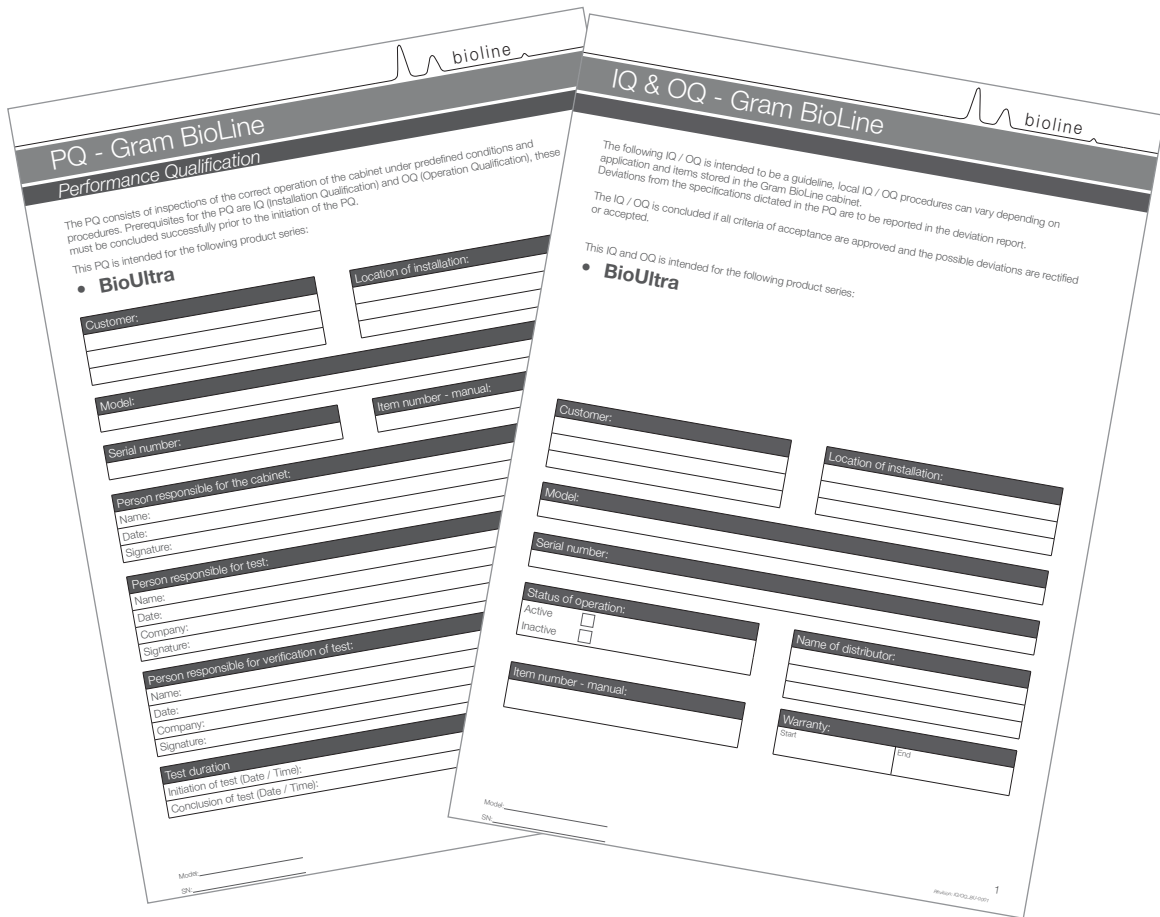 bioline
PQ - Gram BioLine
Performance Qualification
The PQ consists of inspections of the correct operation of the cabinet under predefined conditions and
procedures. Prerequisites for the PQ are IQ (Installation Qualification) and OQ (Operation Qualification), these
must be concluded successfully prior to the initiation of the PQ.
This PQ is intended for the following product series:
• BioUltra
Customer:
Location of installation:
Model:
Serial number:
Item number - manual:
Person responsible for the cabinet:
Name:
Date:
Signature:
Person responsible for test:
Name:
Date:
Company:
Signature:
Person responsible for verification of test:
Name:
Date:
Company:
Signature:
Test duration
Initiation of test (Date / Time):
Conclusion of test (Date / Time):
Model:
SN:
bioline
IQ & OQ - Gram BioLine
The following IQ / OQ is intended to be a guideline, local IQ / OQ procedures can vary depending on
application and items stored in the Gram BioLine cabinet.
Deviations from the specifications dictated in the PQ are to be reported in the deviation report.
The IQ / OQ is concluded if all criteria of acceptance are approved and the possible deviations are rectified
or accepted.
This IQ and OQ is intended for the following product series:
• BioUltra
Customer:
Location of installation:
Model:
Serial number:
Status of operation:
Active
Inactive
Name of distributor:
Item number - manual:
Warranty:
Start
End
Model:
SN:
1